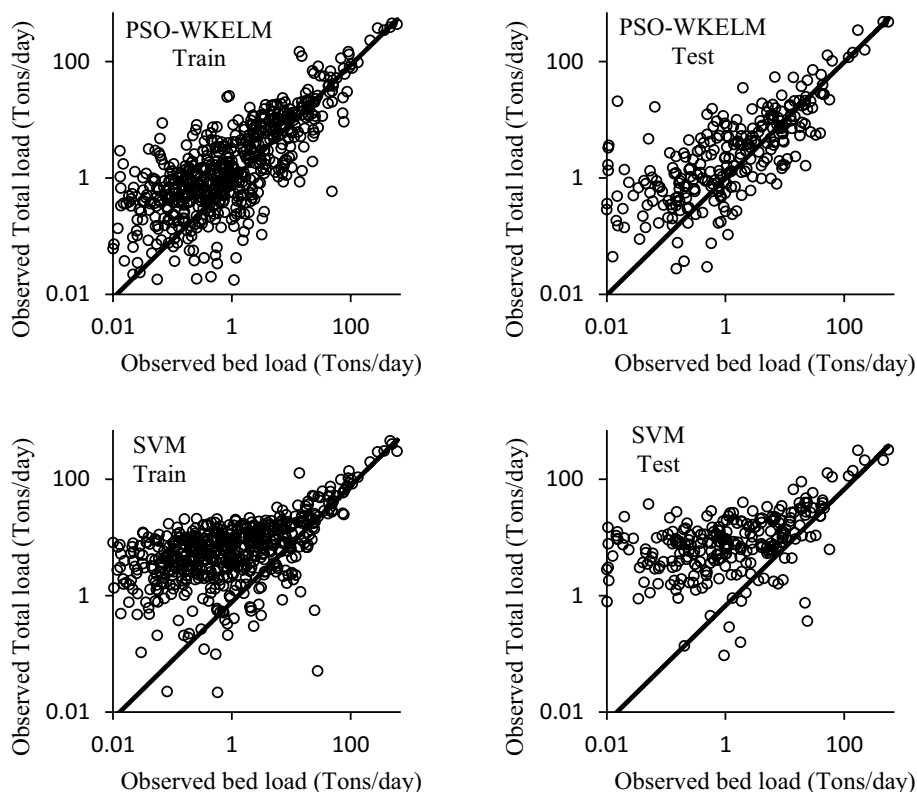 PSO-WKELM
Train
Observed Total load (Tons/day)
100
1
0.01
0.01 1 100
Observed bed load (Tons/day)
PSO-WKELM
Test
Observed Total load (Tons/day)
100
1
0.01
0.01 1 100
Observed bed load (Tons/day)
SVM
Train
Observed Total load (Tons/day)
100
1
0.01
0.01 1 100
Observed bed load (Tons/day)
SVM
Test
Observed Total load (Tons/day)
100
1
0.01
0.01 1 100
Observed bed load (Tons/day)